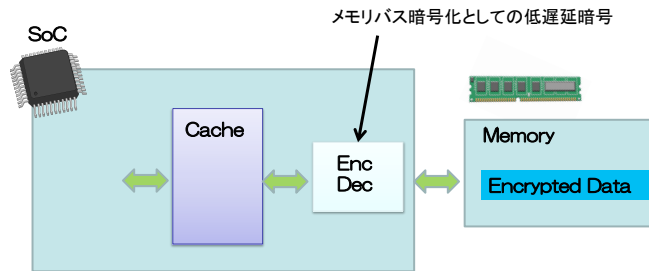 メモリバス暗号化としての低遅延暗号
SoC
Cache
Enc
Dec
Memory
Encrypted Data